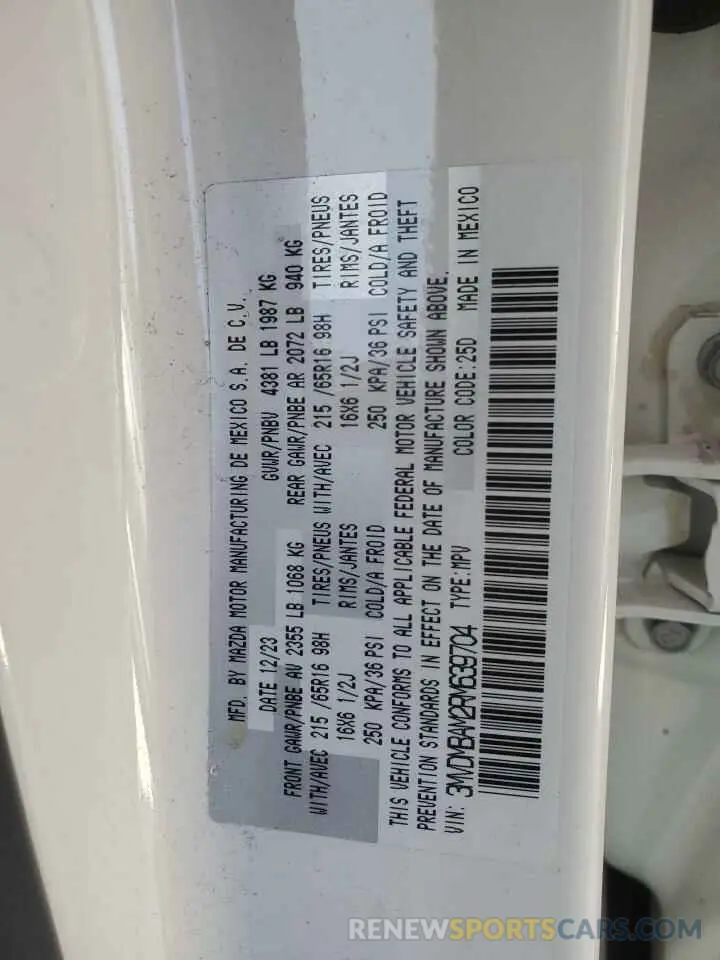 MFD. BY MAZDA MOTOR MANUFACTURING DE MEXICO S.A. DE C.V.
DATE 12/23 GVWR/PNBV 4381 LB 1987 KG
FRONT GAWR/PNBE AV 2355 LB 1068 KG REAR GAWR/PNBE AR 2072 LB 940 KG
WITH/AVEC 215 /65R16 98H TIRES/PNEUS WITH/AVEC 215 /65R16 98H TIRES/PNEUS
16X6 1/2J RIMS/JANTES 16X6 1/2J RIMS/JANTES
250 KPA/36 PSI COLD/A FROID 250 KPA/36 PSI COLD/A FROID
THIS VEHICLE CONFORMS TO ALL APPLICABLE FEDERAL MOTOR VEHICLE SAFETY AND THEFT
PREVENTION STANDARDS IN EFFECT ON THE DATE OF MANUFACTURE SHOWN ABOVE.
VIN: 3MVDMBAM2RM639704 TYPE:MPV COLOR CODE:25D MADE IN MEXICO
RENEWSPORTSCARS.COM